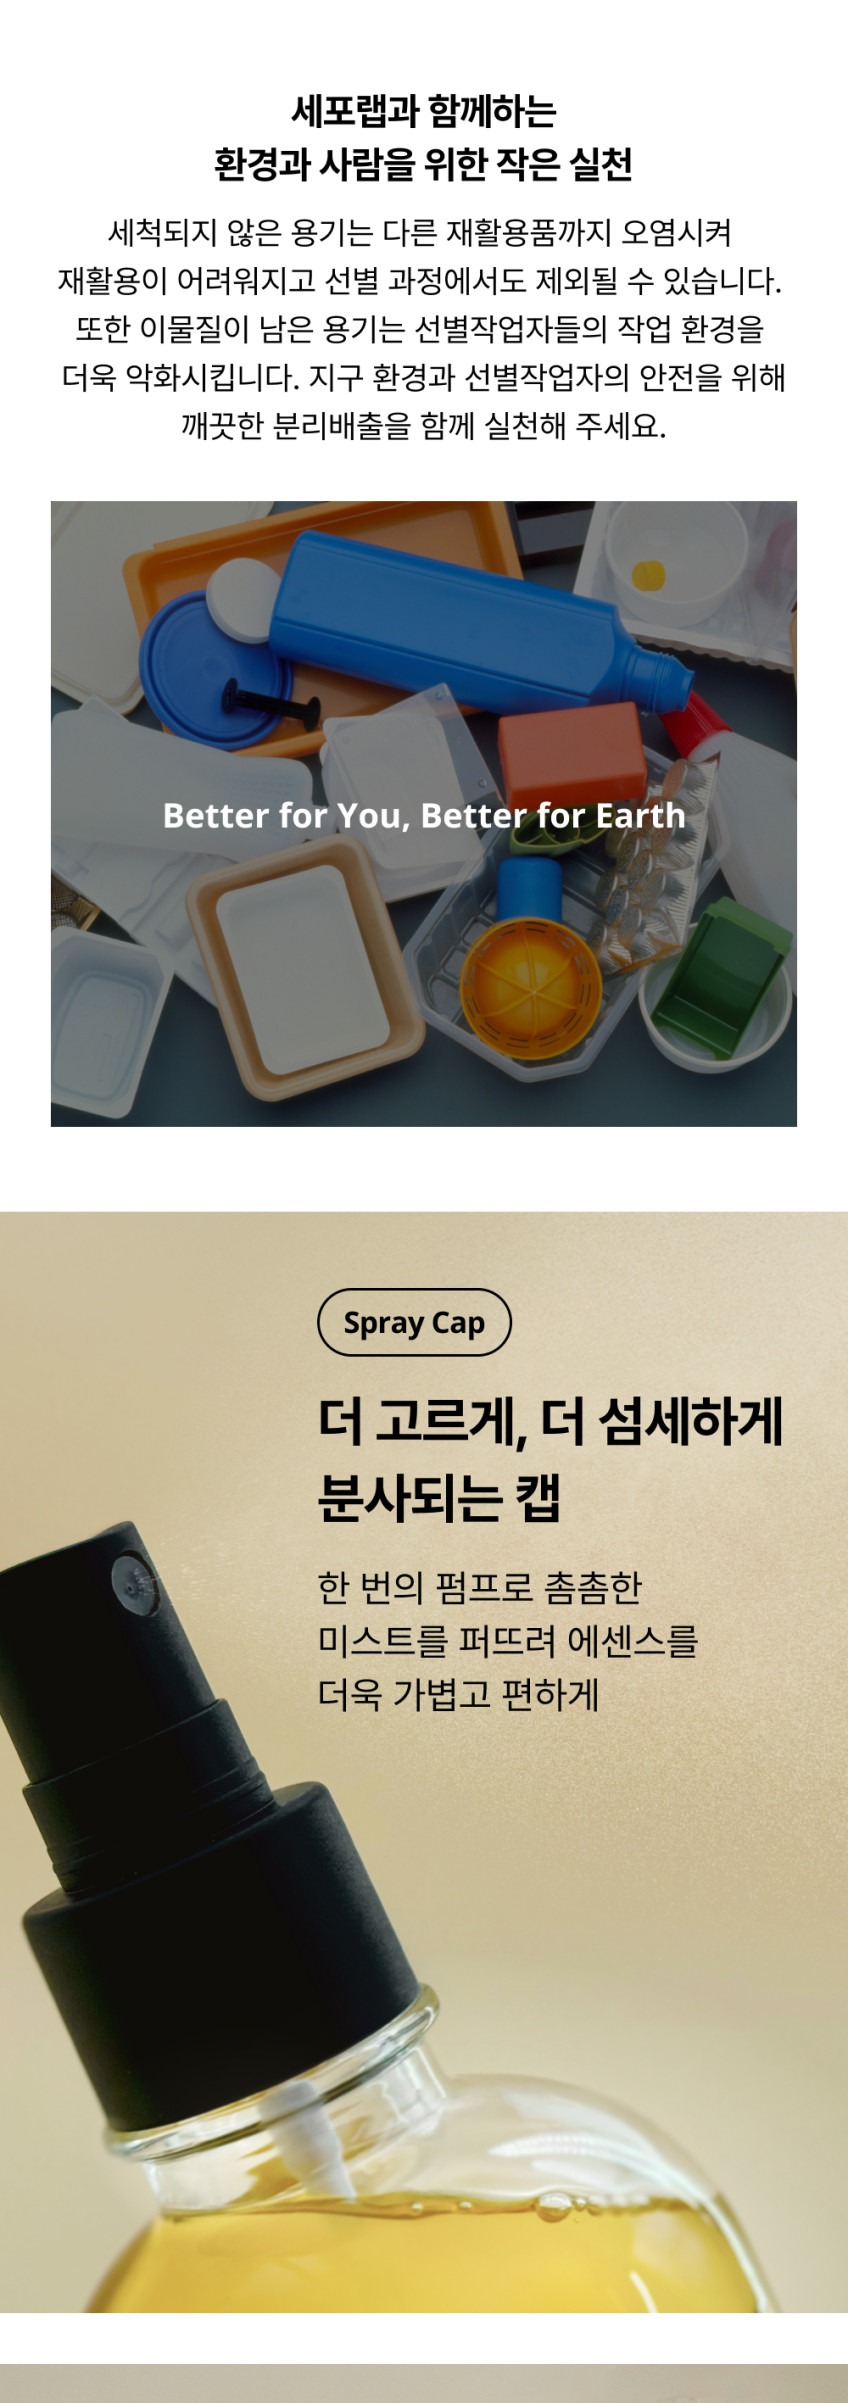 세포랩과 함께하는
환경과 사람을 위한 작은 실천
세척되지 않은 용기는 다른 재활용품까지 오염시켜
재활용이 어려워지고 선별 과정에서도 제외될 수 있습니다.
또한 이물질이 남은 용기는 선별작업자들의 작업 환경을
더욱 악화시킵니다. 지구 환경과 선별작업자의 안전을 위해
깨끗한 분리배출을 함께 실천해 주세요.
Better for You, Better for Earth
Spray Cap
더 고르게, 더 섬세하게
분사되는 캡
한 번의 펌프로 촘촘한
미스트를 퍼뜨려 에센스를
더욱 가볍고 편하게